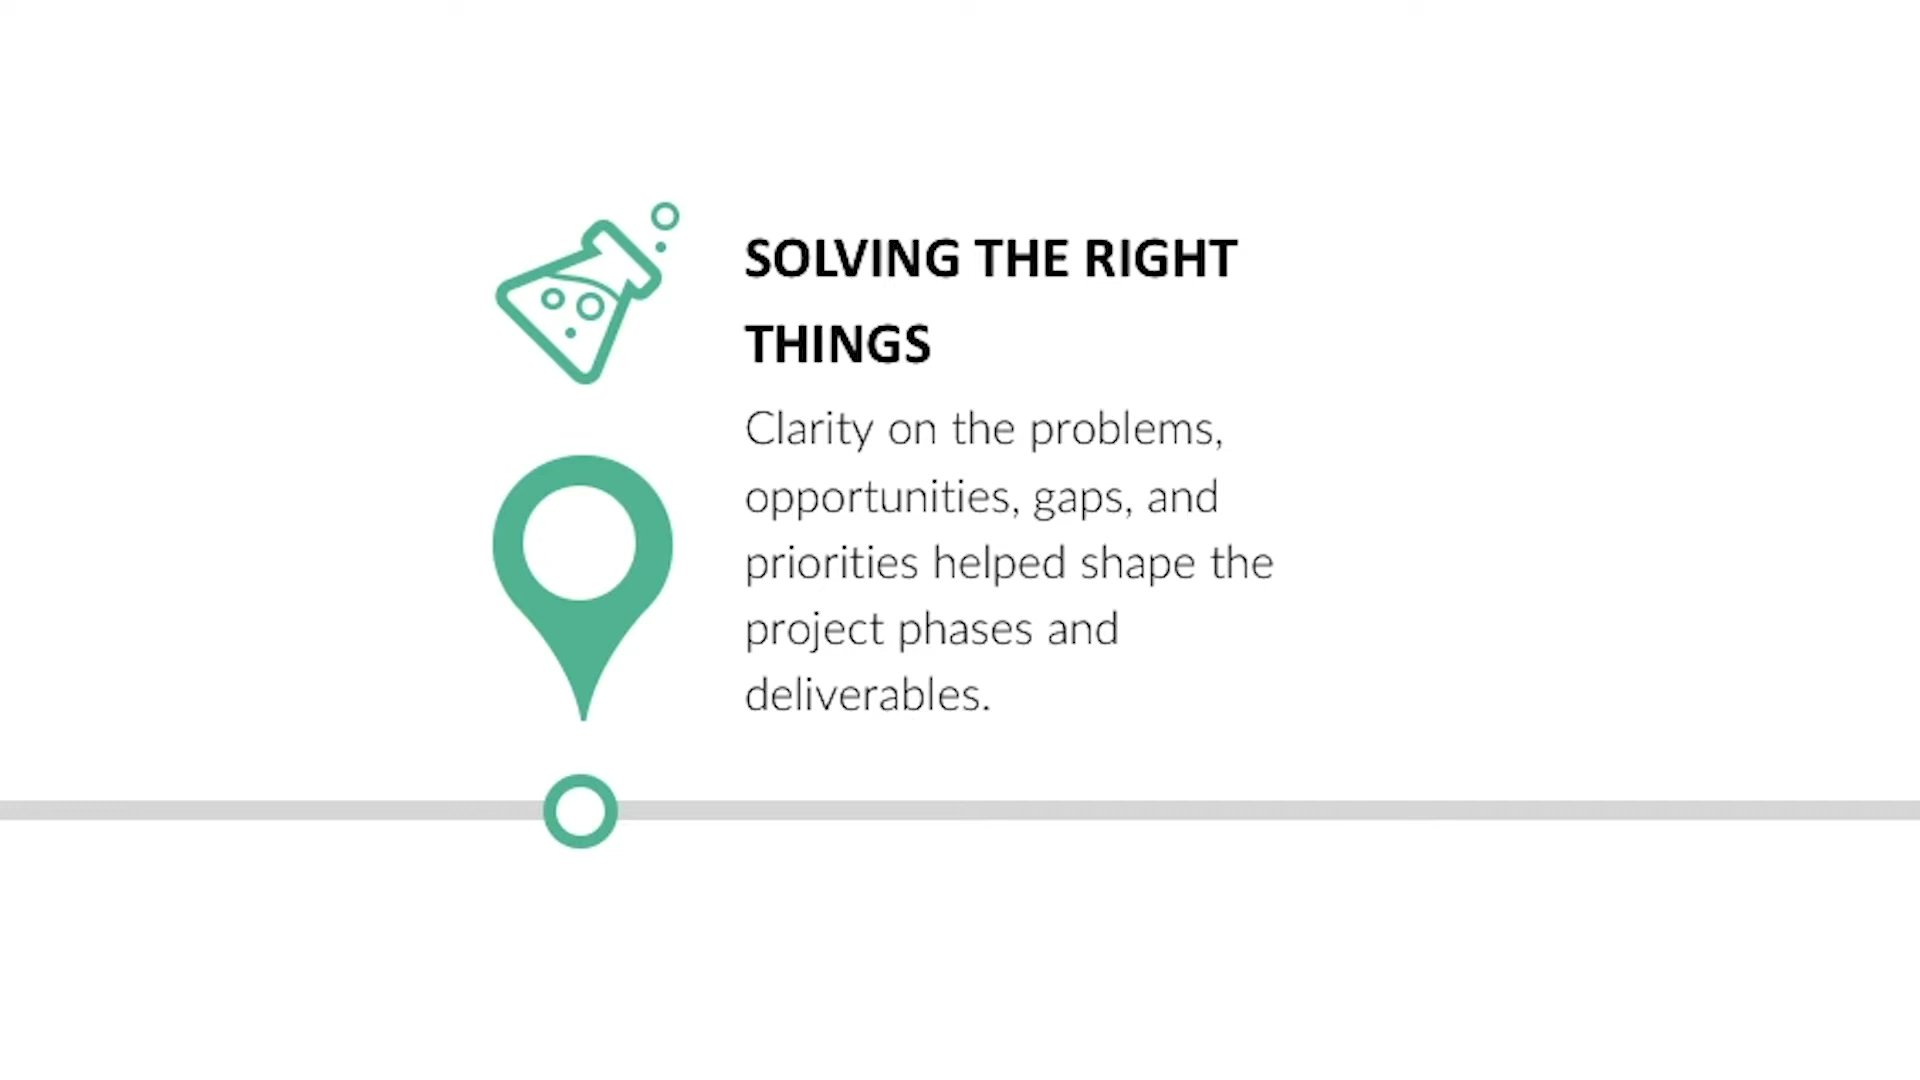 SOLVING THE RIGHT
THINGS
Clarity on the problems,
opportunities, gaps, and
priorities helped shape the
project phases and
deliverables.